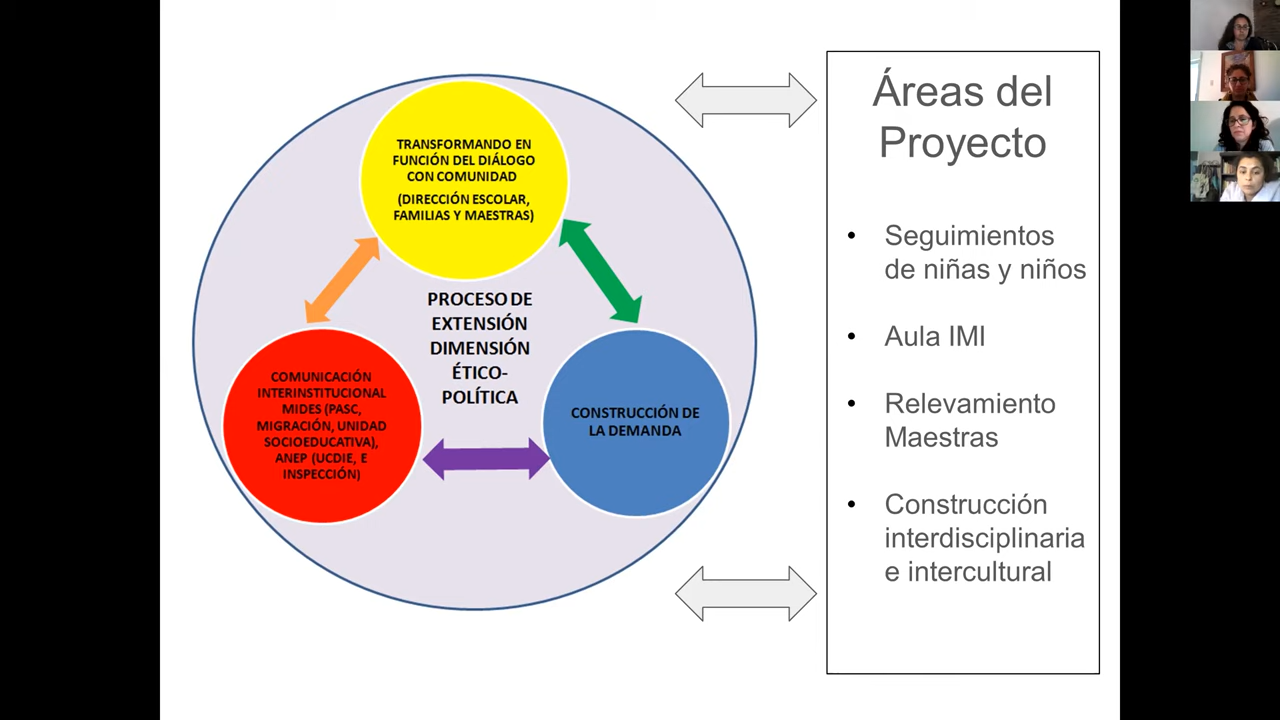 TRANSFORMANDO EN
FUNCIÓN DEL DIÁLOGO
CON COMUNIDAD
(DIRECCIÓN ESCOLAR,
FAMILIAS Y MAESTRAS)
PROCESO DE
EXTENSIÓN
DIMENSIÓN
ÉTICO-
POLÍTICA
COMUNICACIÓN
INTERINSTITUCIONAL
MIDES (PASC,
MIGRACIÓN, UNIDAD
SOCIOEDUCATIVA),
ANEP (UCDIE, E
INSPECCIÓN)
CONSTRUCCIÓN DE
LA DEMANDA
Áreas del
Proyecto
• Seguimientos
de niñas y niños
• Aula IMI
• Relevamiento
Maestras
• Construcción
interdisciplinaria
e intercultural